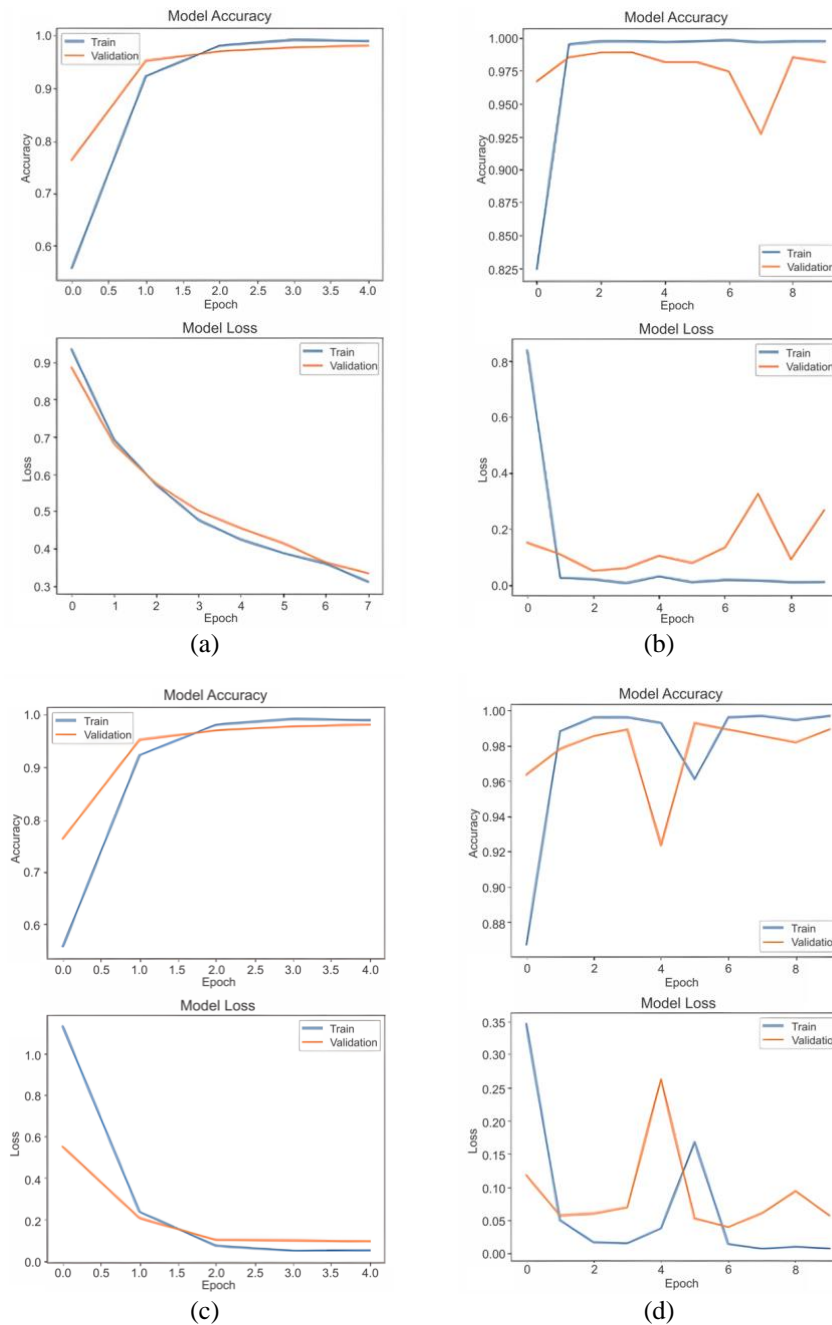 Model Accuracy
Train
Validation
1.0
0.9
0.8
0.7
0.6
Accuracy
0.0 0.5 1.0 1.5 2.0 2.5 3.0 3.5 4.0
Epoch
Model Loss
Train
Validation
0.9
0.7
0.6
0.5
0.4
0.3
Loss
0 1 2 3 4 5 6 7
Epoch
(a)
Model Accuracy
1.000
0.975
0.950
0.925
0.900
0.875
0.850
0.825
Accuracy
Train
Validation
0 2 4 6 8
Epoch
Model Loss
Train
Validation
0.8
0.6
0.4
0.2
0.0
Loss
0 2 4 6 8
Epoch
(b)
Model Accuracy
Train
Validation
1.0
0.9
0.8
0.7
0.6
Accuracy
0.0 0.5 1.0 1.5 2.0 2.5 3.0 3.5 4.0
Epoch
Model Loss
Train
Validation
1.0
0.8
0.6
0.4
0.2
0.0
Loss
0.0 0.5 1.0 1.5 2.0 2.5 3.0 3.5 4.0
Epoch
(c)
Model Accuracy
1.00
0.98
0.96
0.94
0.92
0.90
0.88
Accuracy
Train
Validation
0 2 4 6 8
Epoch
Model Loss
Train
Validation
0.35
0.30
0.25
0.20
0.15
0.10
0.05
0.00
Loss
0 2 4 6 8
Epoch
(d)